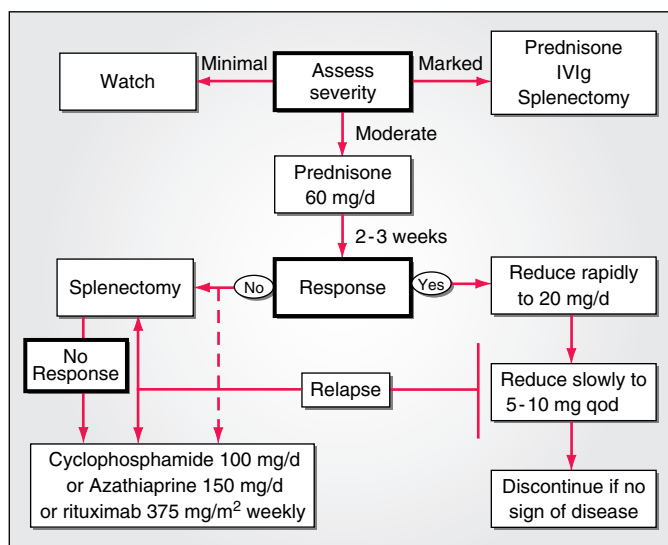 Watch
Minimal
Assess
severity
Marked
Prednisone
IVIg
Splenectomy
Moderate
Prednisone
60 mg/d
2-3 weeks
Splenectomy
No
Response
Yes
Reduce rapidly
to 20 mg/d
No
Response
Relapse
Reduce slowly to
5-10 mg qod
Cyclophosphamide 100 mg/d
or Azathiaprine 150 mg/d
or rituximab 375 mg/m² weekly
Discontinue if no
sign of disease